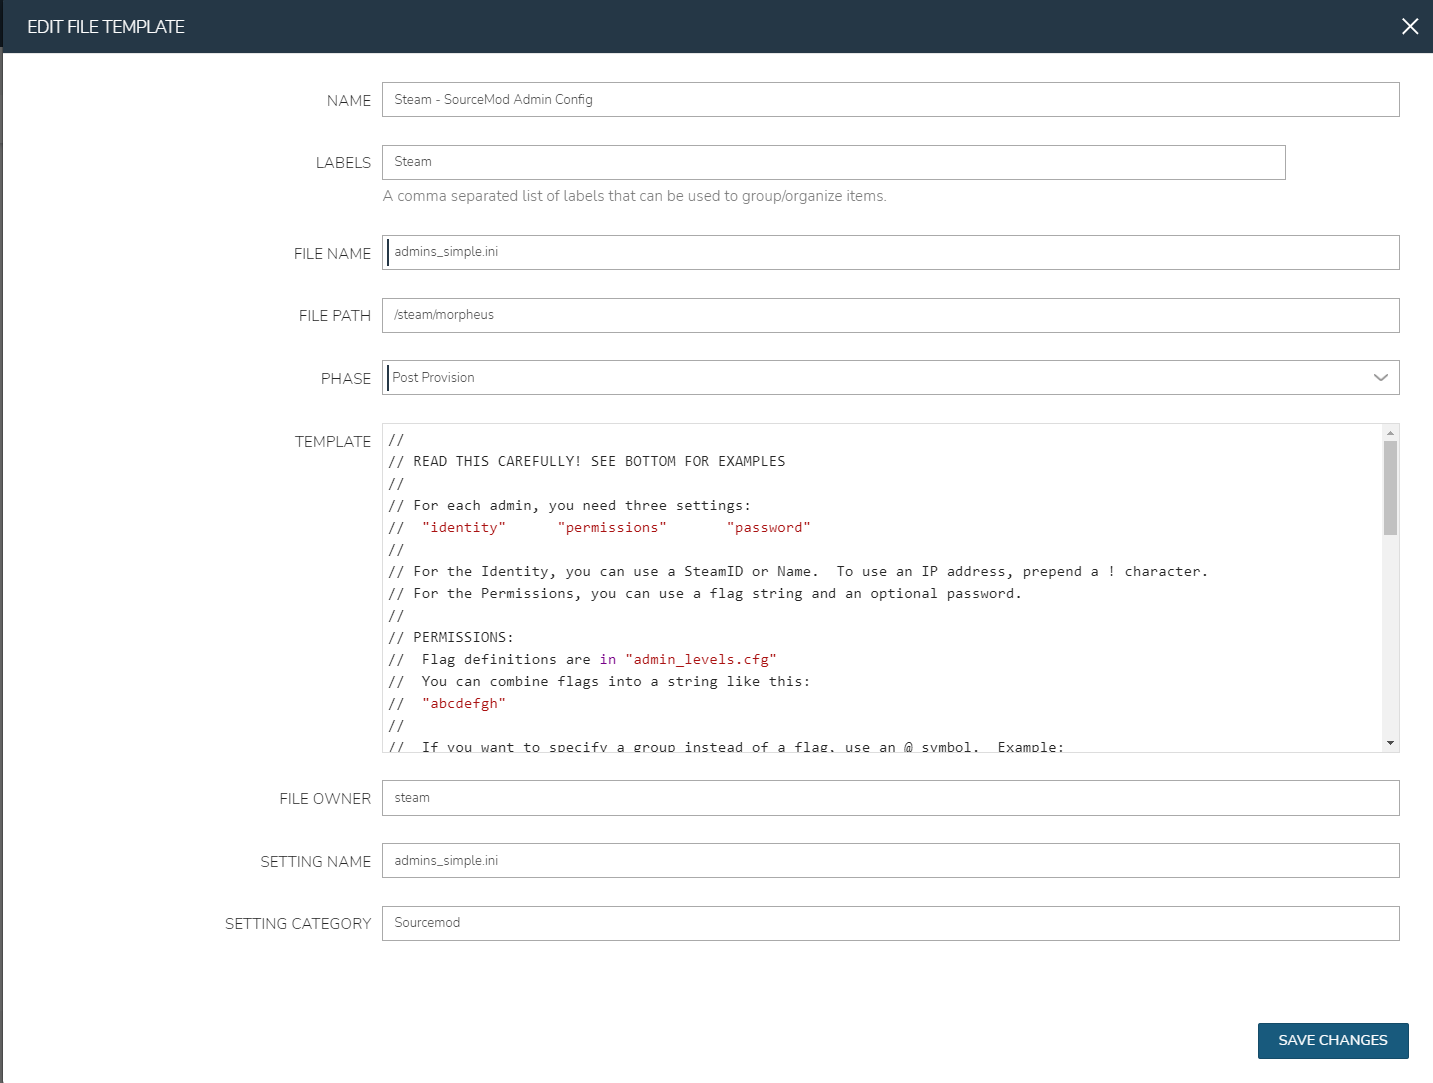 EDIT FILE TEMPLATE
NAME
Steam - SourceMod Admin Config
LABELS
Steam
A comma separated list of labels that can be used to group/organize items.
FILE NAME
admins_simple.ini
FILE PATH
/steam/morpheus
PHASE
Post Provision
TEMPLATE
//
// READ THIS CAREFULLY! SEE BOTTOM FOR EXAMPLES
//
// For each admin, you need three settings:
//  "identity"      "permissions"       "password"
//
// For the Identity, you can use a SteamID or Name.  To use an IP address, prepend a ! character.
// For the Permissions, you can use a flag string and an optional password.
//
// PERMISSIONS:
//  Flag definitions are in "admin_levels.cfg"
//  You can combine flags into a string like this:
//  "abcdefgh"
//
//  If you want to specify a group instead of a flag, use an @ symbol.  Example:
FILE OWNER
steam
SETTING NAME
admins_simple.ini
SETTING CATEGORY
Sourcemod
SAVE CHANGES